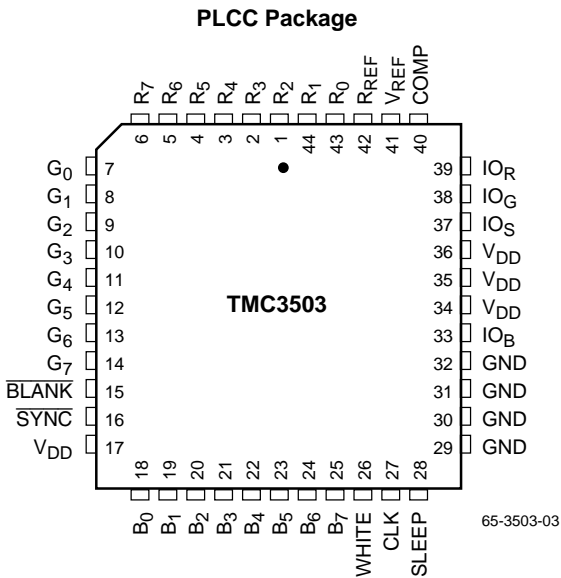 PLCC Package
R7 R6 R5 R4 R3 R2 R1 R0 RREF VREF COMP
6 5 4 3 2 1 44 43 42 41 40
G0 7 39 IOR
G1 8 38 IOG
G2 9 37 IOS
G3 10 36 VDD
G4 11 35 VDD
G5 12 TMC3503 34 VDD
G6 13 33 IOB
G7 14 32 GND
BLANK 15 31 GND
SYNC 16 30 GND
VDD 17 29 GND
18 19 20 21 22 23 24 25 26 27 28
B0 B1 B2 B3 B4 B5 B6 B7 WHITE CLK SLEEP
65-3503-03